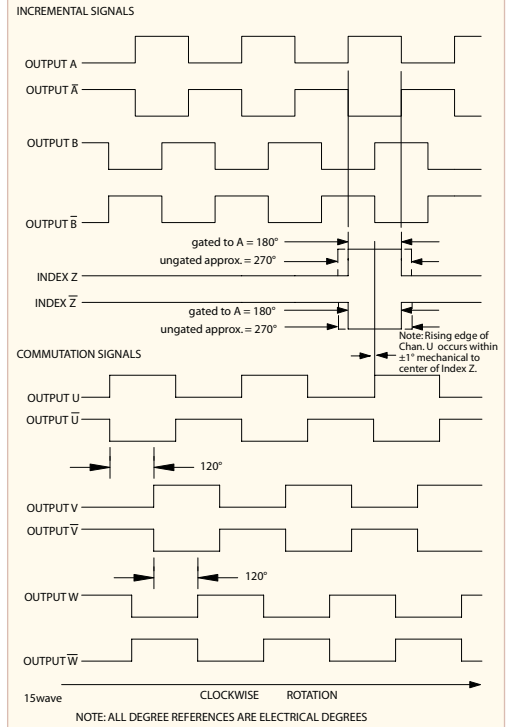 INCREMENTAL SIGNALS
OUTPUT A
OUTPUT A̅
OUTPUT B
OUTPUT B̅
gated to A = 180°
ungated approx. = 270°
INDEX Z
INDEX Z̅
gated to A = 180°
ungated approx. = 270°
Note: Rising edge of
Chan. U occurs within
±1° mechanical to
center of Index Z.
COMMUTATION SIGNALS
OUTPUT U
OUTPUT U̅
120°
OUTPUT V
OUTPUT V̅
120°
OUTPUT W
OUTPUT W̅
15wave
CLOCKWISE ROTATION
NOTE: ALL DEGREE REFERENCES ARE ELECTRICAL DEGREES